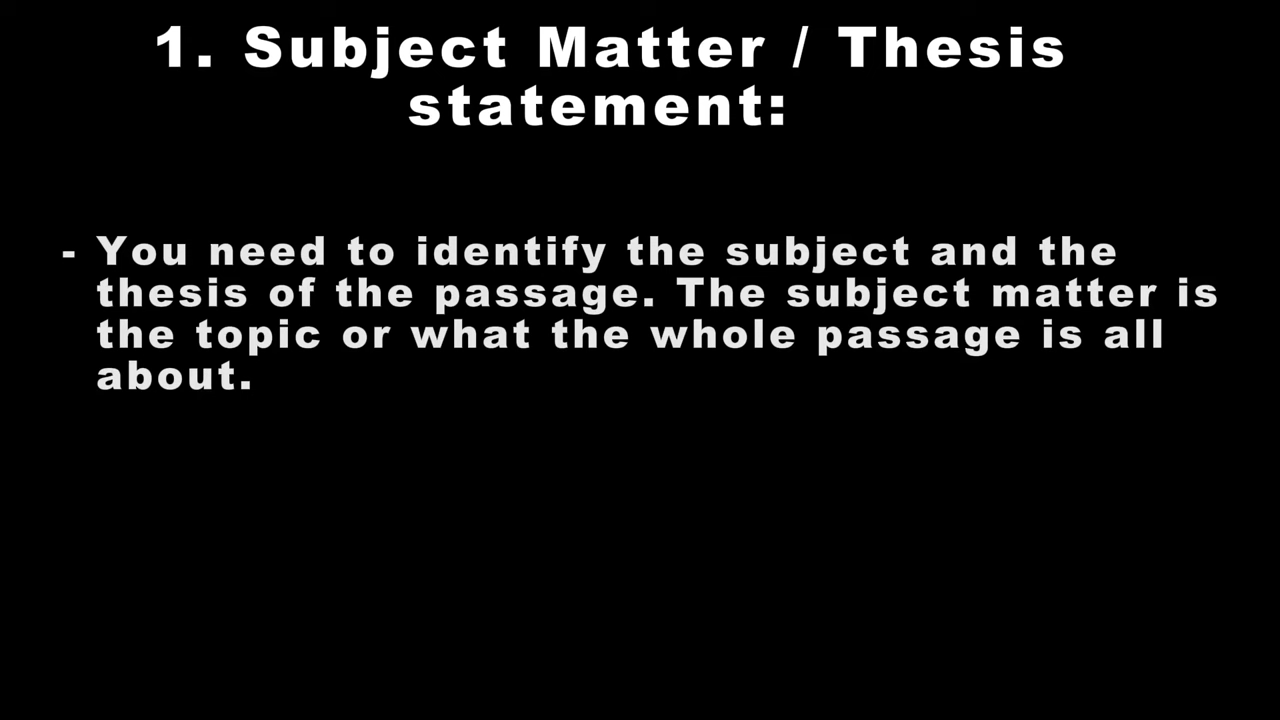 1. Subject Matter / Thesis
statement:
- You need to identify the subject and the
thesis of the passage. The subject matter is
the topic or what the whole passage is all
about.